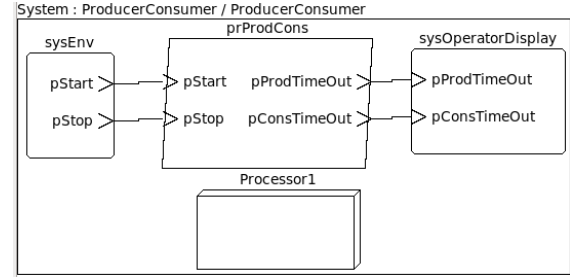 System : ProducerConsumer / ProducerConsumer
prProdCons
sysEnv
sysOperatorDisplay
pStart
pStart
pProdTimeOut
pProdTimeOut
pStop
pStop
pConsTimeOut
pConsTimeOut
Processor1